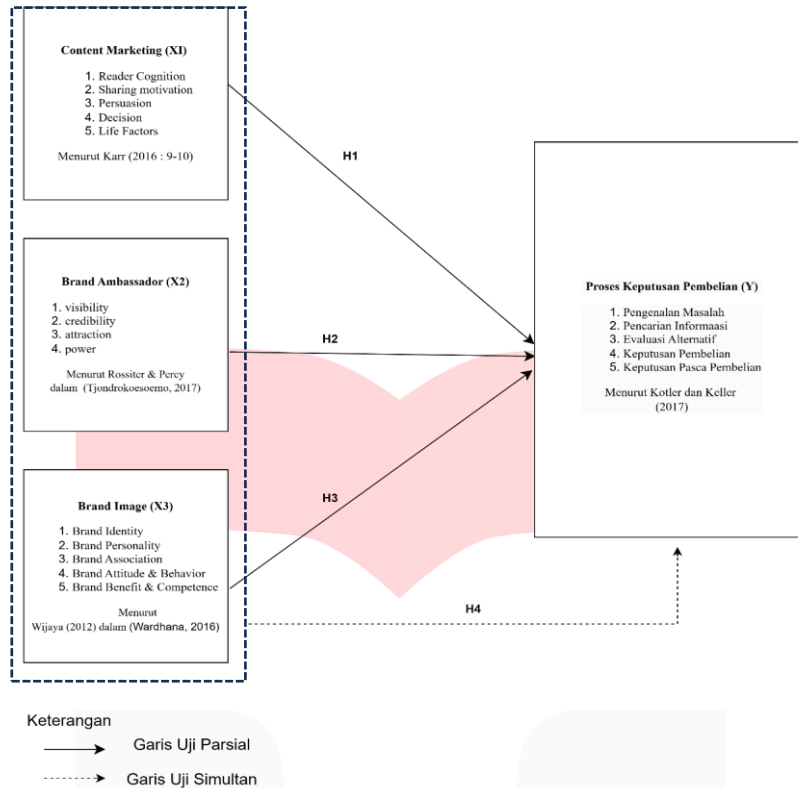 Content Marketing (XI)
1. Reader Cognition
2. Sharing motivation
3. Persuasion
4. Decision
5. Life Factors
Menurut Karr (2016 : 9-10)
H1
Brand Ambassador (X2)
1. visibility
2. credibility
3. attraction
4. power
Menurut Rossiter & Percy
dalam (Tjondrokoesoemo, 2017)
H2
Proses Keputusan Pembelian (Y)
1. Pengenalan Masalah
2. Pencarian Informaasi
3. Evaluasi Alternatif
4. Keputusan Pembelian
5. Keputusan Pasca Pembelian
Menurut Kotler dan Keller
(2017)
Brand Image (X3)
1. Brand Identity
2. Brand Personality
3. Brand Association
4. Brand Attitude & Behavior
5. Brand Benefit & Competence
Menurut
Wijaya (2012) dalam (Wardhana, 2016)
H3
H4
Keterangan
Garis Uji Parsial
Garis Uji Simultan